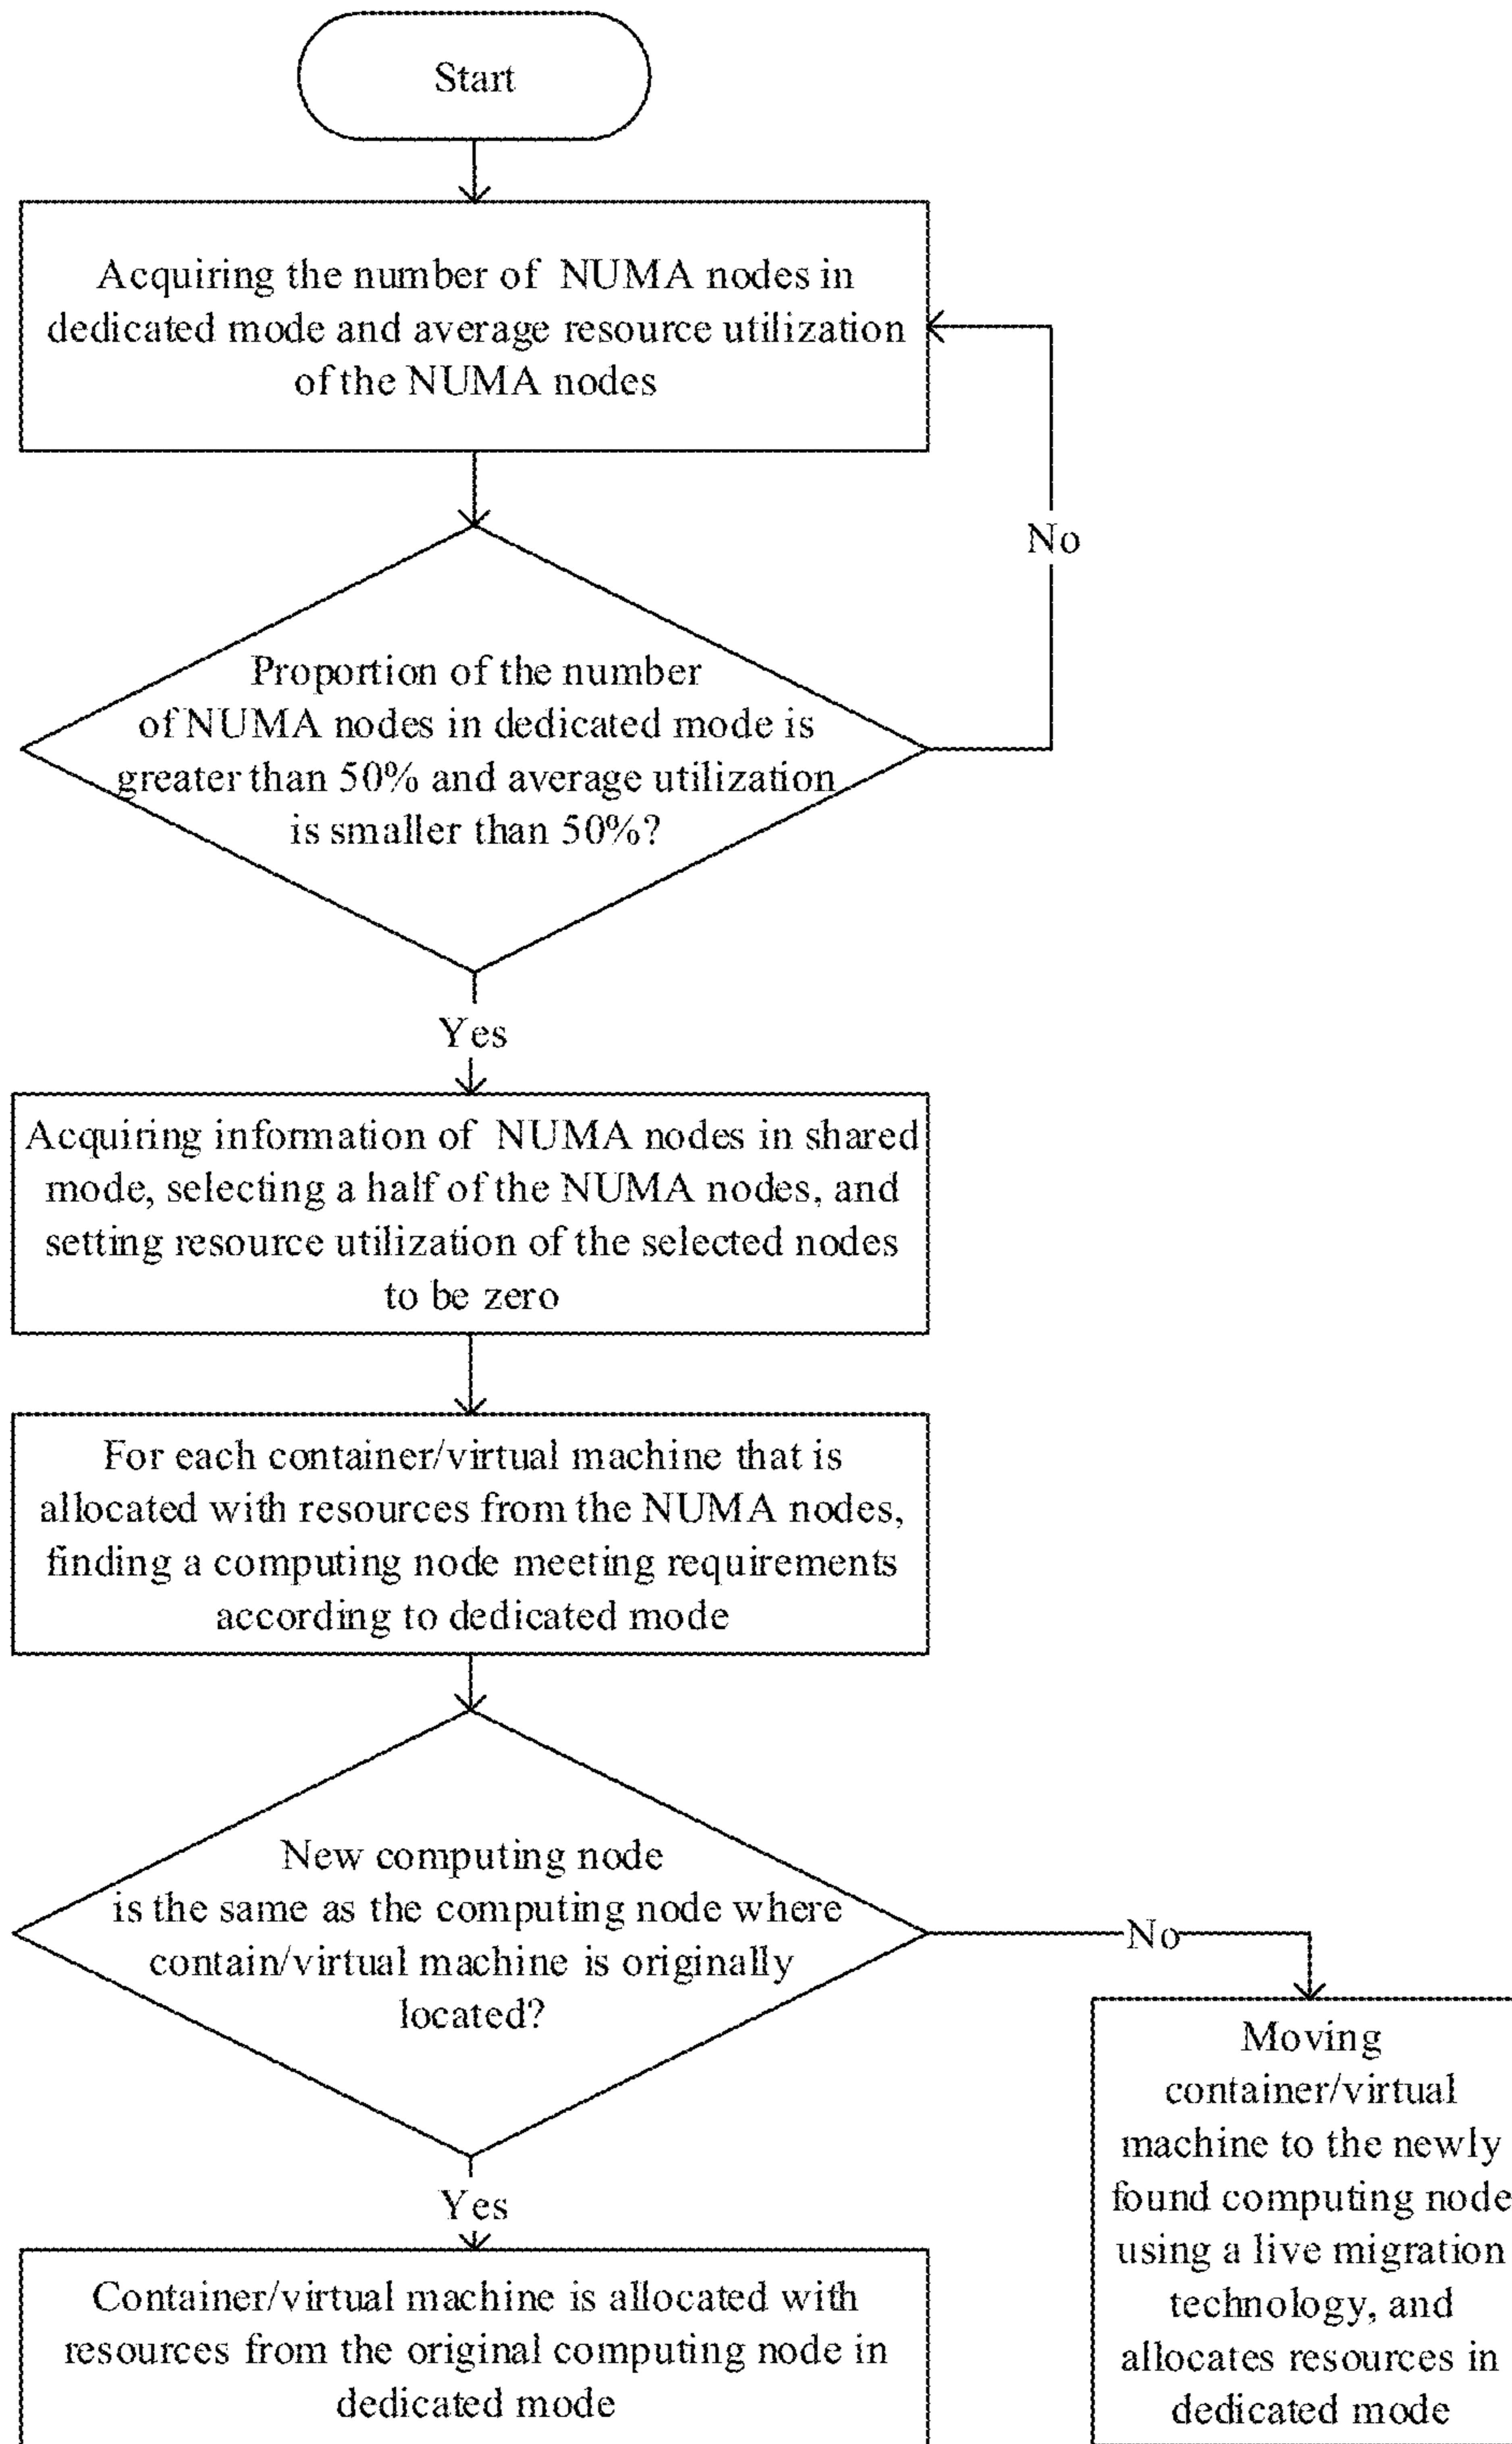 Start
Acquiring the number of NUMA nodes in
dedicated mode and average resource utilization
of the NUMA nodes
No
Proportion of the number
of NUMA nodes in dedicated mode is
greater than 50% and average utilization
is smaller than 50%?
Yes
Acquiring information of NUMA nodes in shared
mode, selecting a half of the NUMA nodes, and
setting resource utilization of the selected nodes
to be zero
For each container/virtual machine that is
allocated with resources from the NUMA nodes,
finding a computing node meeting requirements
according to dedicated mode
New computing node
is the same as the computing node where
contain/virtual machine is originally
located?
No
Moving
container/virtual
machine to the newly
found computing node
using a live migration
technology, and
allocates resources in
dedicated mode
Yes
Container/virtual machine is allocated with
resources from the original computing node in
dedicated mode